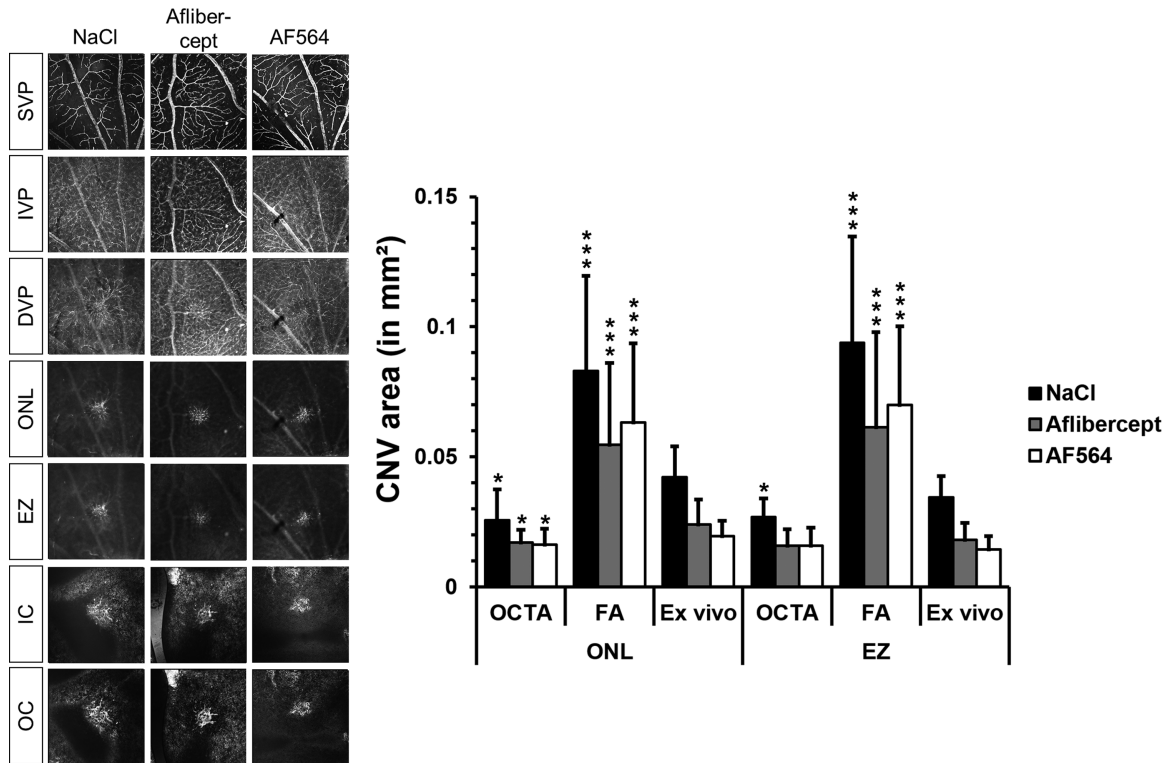 NaCl
Afliber-
cept
AF564
SVP
IVP
DVP
ONL
EZ
IC
OC
CNV area (in mm²)
0.15
0.1
0.05
0
*
*
*
***
***
***
*
***
***
***
OCTA
FA
Ex vivo
OCTA
FA
Ex vivo
ONL
EZ
NaCl
Aflibercept
AF564